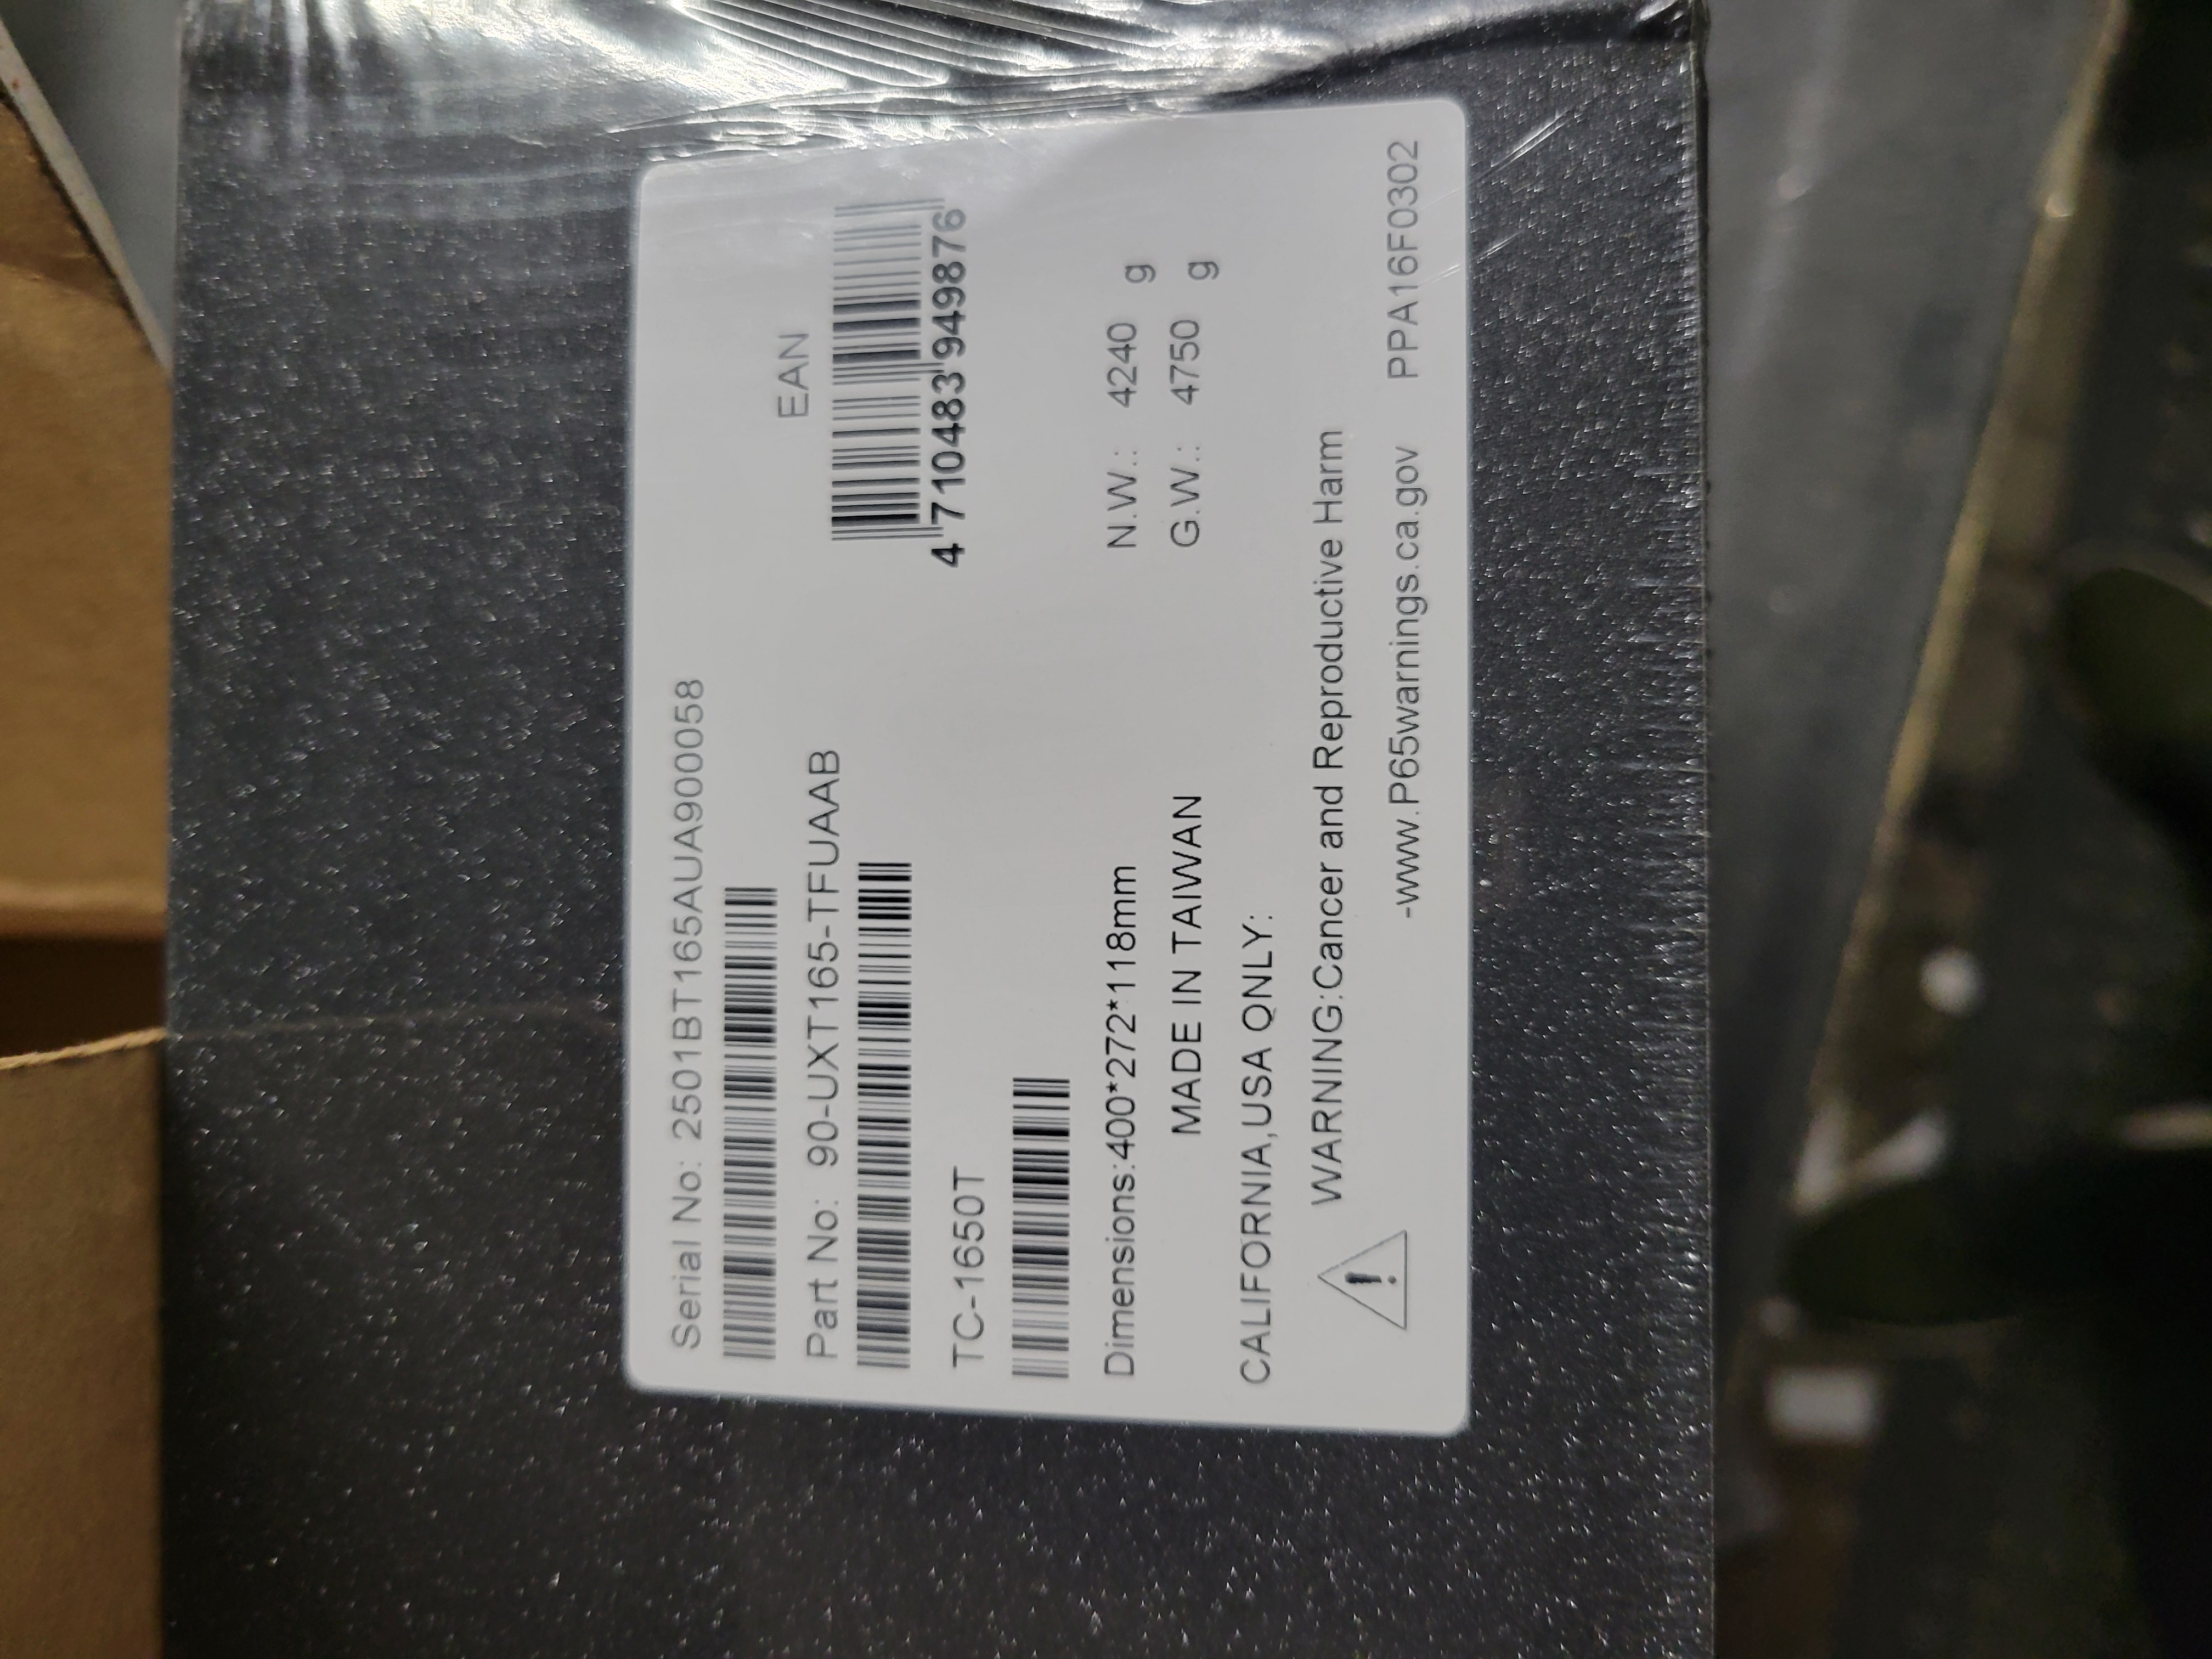 Serial No: 2501BT165AUA900058
Part No: 90-UXT165-TFUAAB
EAN
4 710483 949876
TC-1650T
Dimensions:400*272*118mm
N.W.: 4240 g
MADE IN TAIWAN
G.W.: 4750 g
CALIFORNIA,USA ONLY:
WARNING:Cancer and Reproductive Harm
-www.P65warnings.ca.gov PPA16F0302